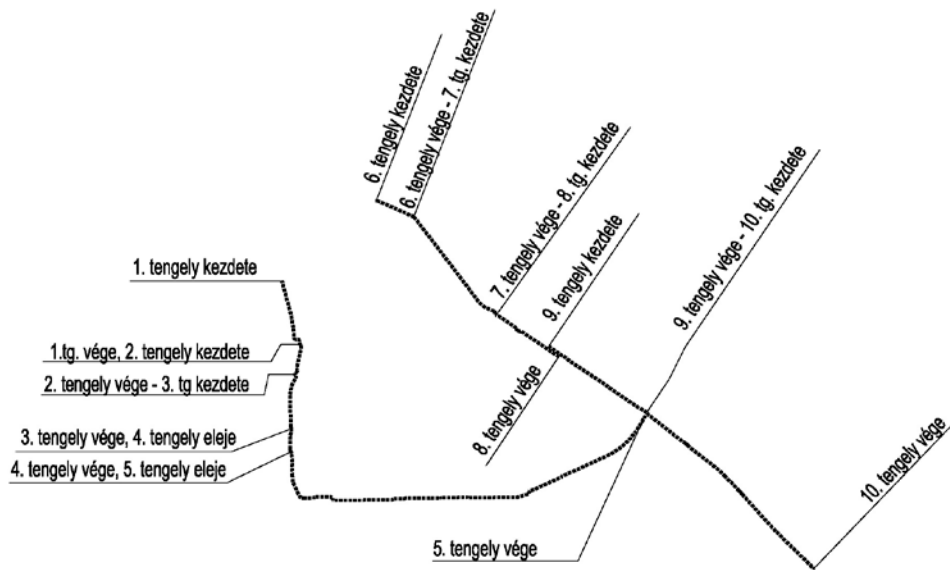 6. tengely kezdete
6. tengely vége - 7. tg. kezdete
7. tengely vége - 8. tg. kezdete
9. tengely kezdete
9. tengely vége - 10. tg. kezdete
1. tengely kezdete
1.tg. vége, 2. tengely kezdete
2. tengely vége - 3. tg kezdete
3. tengely vége, 4. tengely eleje
4. tengely vége, 5. tengely eleje
8. tengely vége
5. tengely vége
10. tengely vége